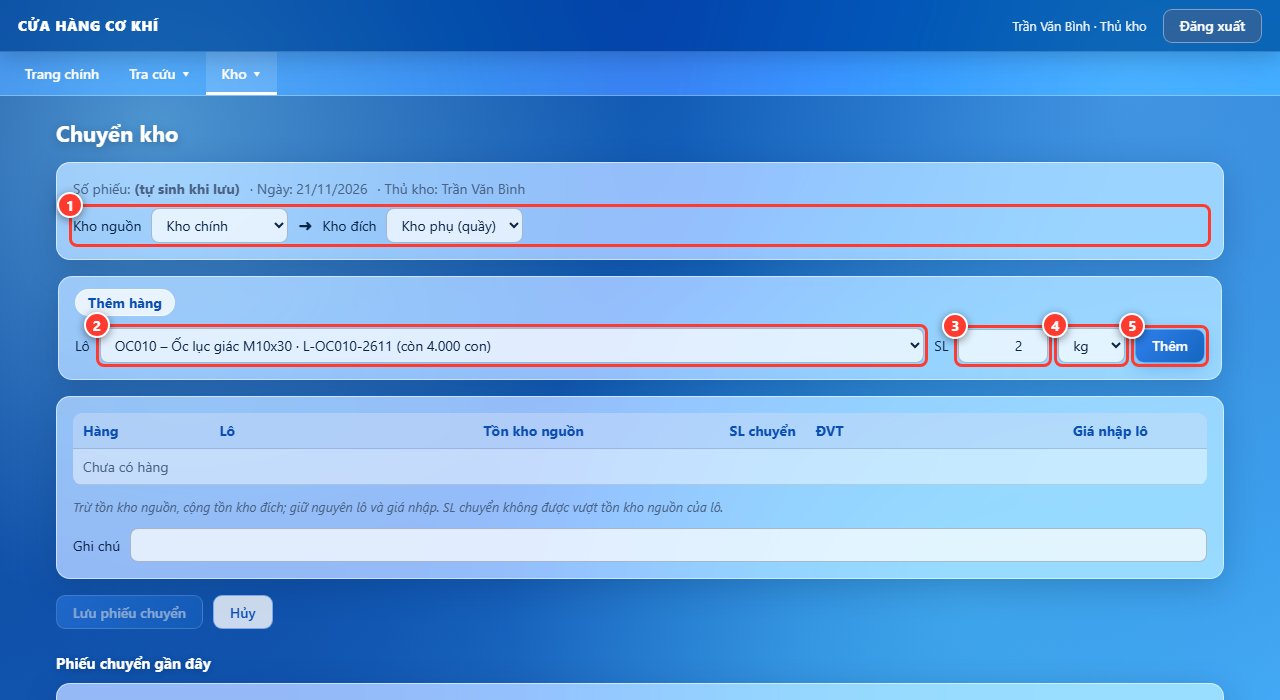 CỬA HÀNG CƠ KHÍ
Trần Văn Bình · Thủ kho
Đăng xuất
Trang chính
Tra cứu ▼
Kho ▼
Chuyển kho
Số phiếu: (tự sinh khi lưu) · Ngày: 21/11/2026 · Thủ kho: Trần Văn Bình
1
Kho nguồn Kho chính ➜ Kho đích Kho phụ (quầy)
Thêm hàng
2 3 4 5
Lô OC010 – Ốc lục giác M10x30 · L-OC010-2611 (còn 4.000 con) SL 2 kg Thêm
Hàng Lô Tồn kho nguồn SL chuyển ĐVT Giá nhập lô
Chưa có hàng
Trừ tồn kho nguồn, cộng tồn kho đích; giữ nguyên lô và giá nhập. SL chuyển không được vượt tồn kho nguồn của lô.
Ghi chú
Lưu phiếu chuyển Hủy
Phiếu chuyển gần đây